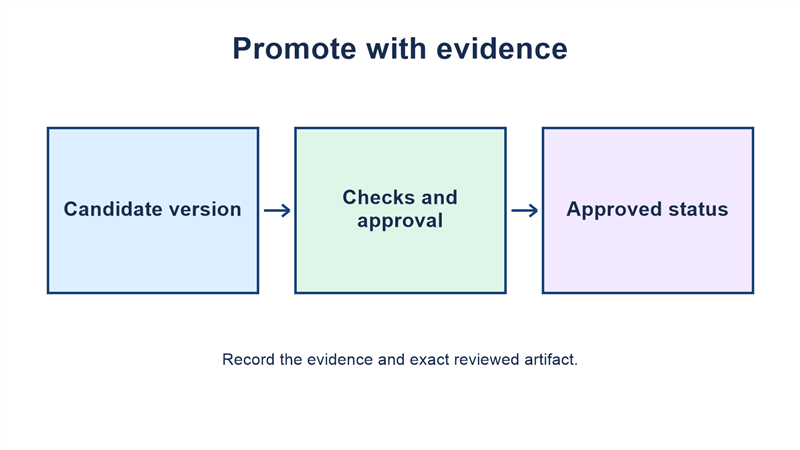 Promote with evidence
Candidate version
Checks and
approval
Approved status
Record the evidence and exact reviewed artifact.